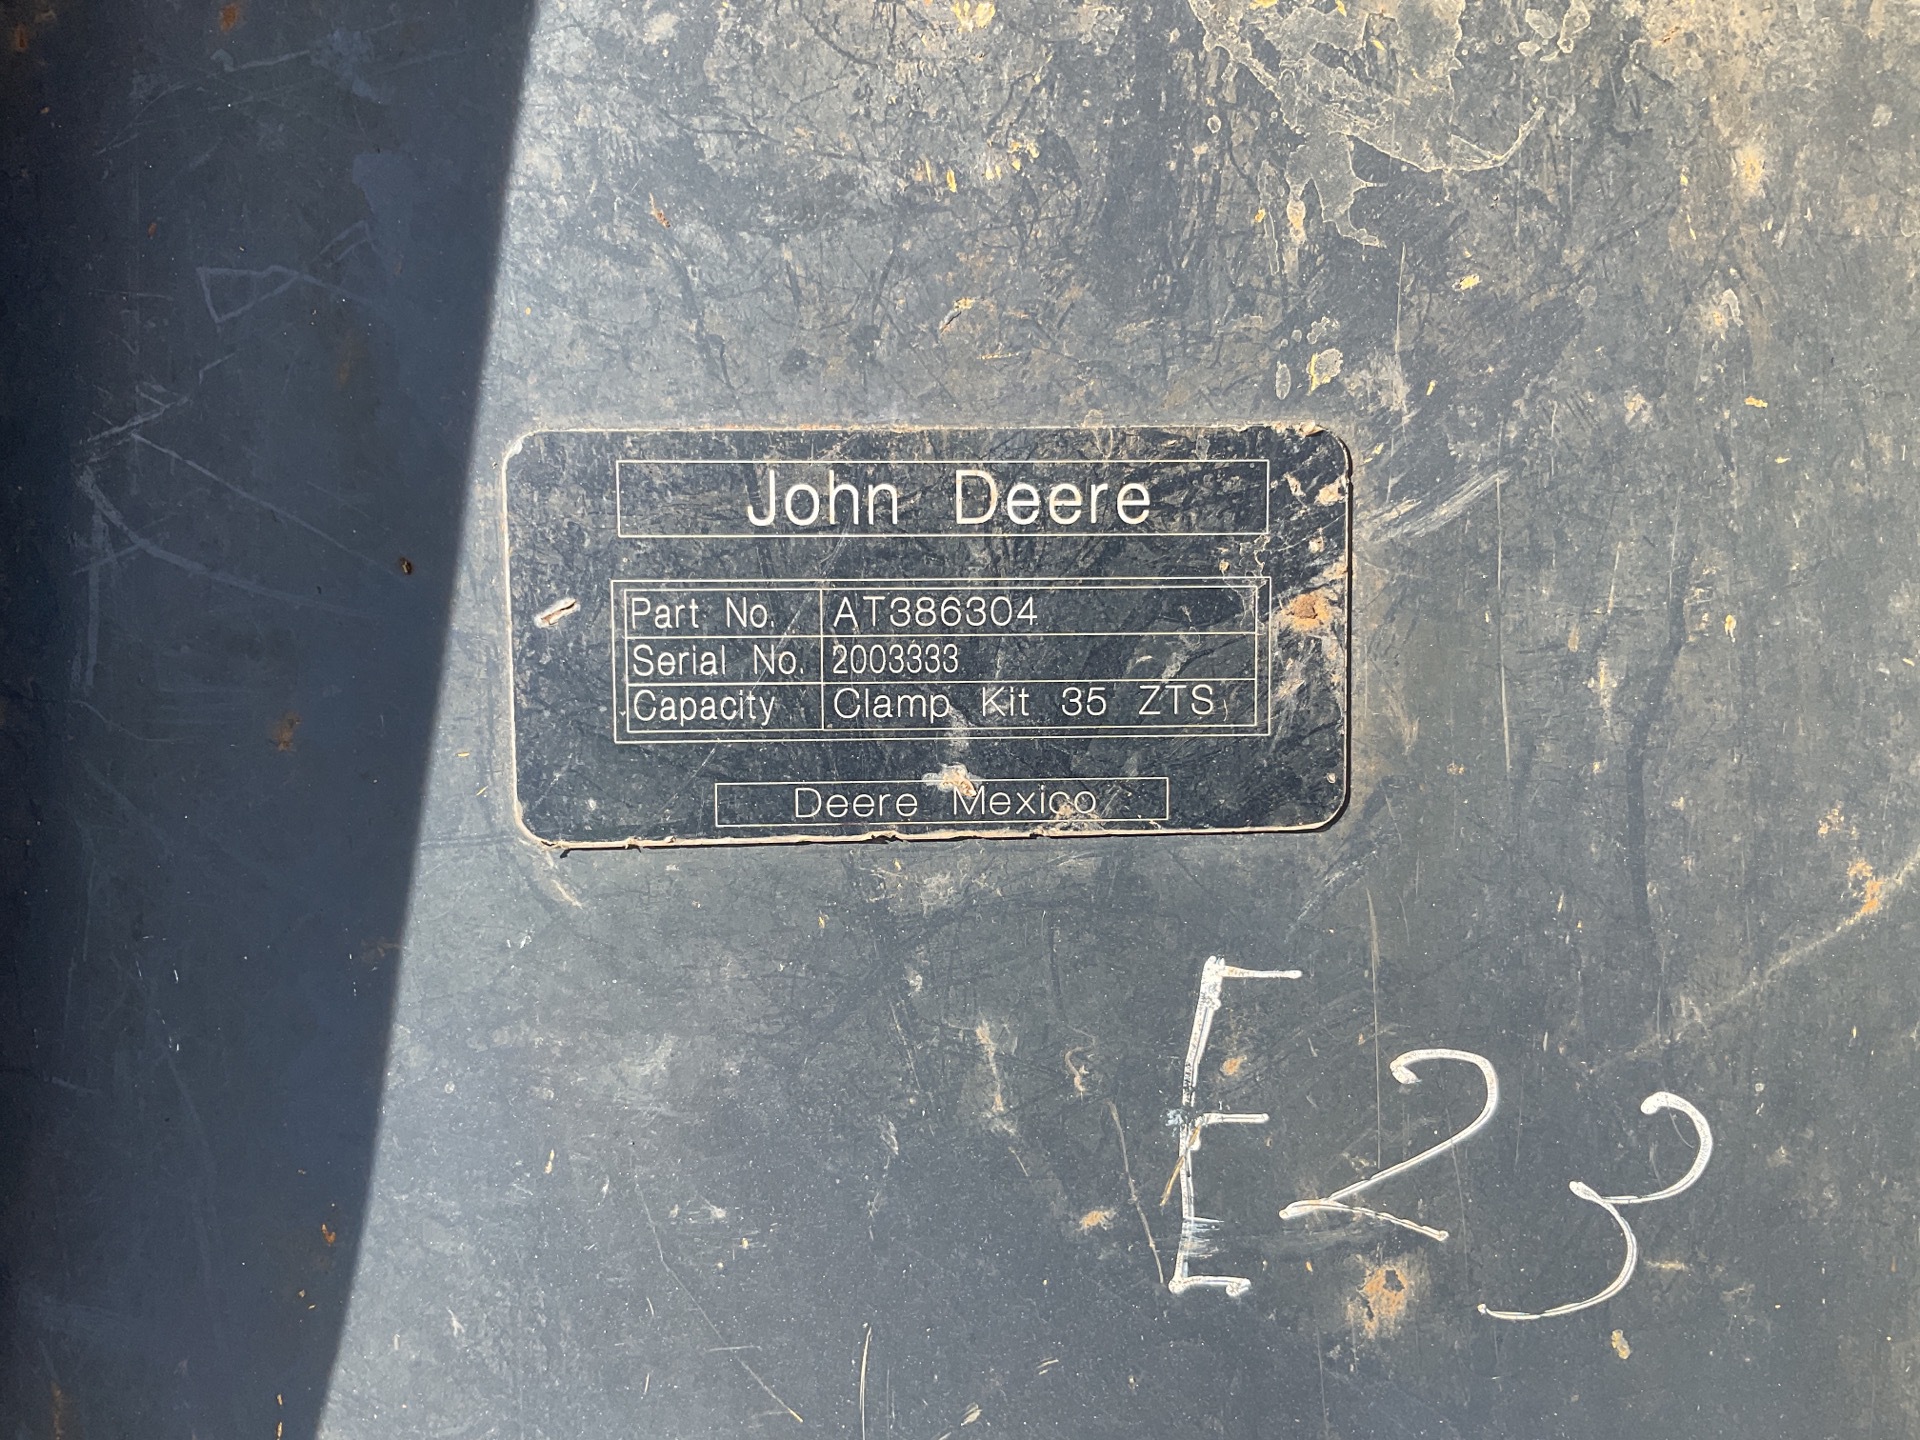 John Deere
Part No. AT386304
Serial No. 2003333
Capacity Clamp Kit 35 ZTS
Deere Mexico
E23